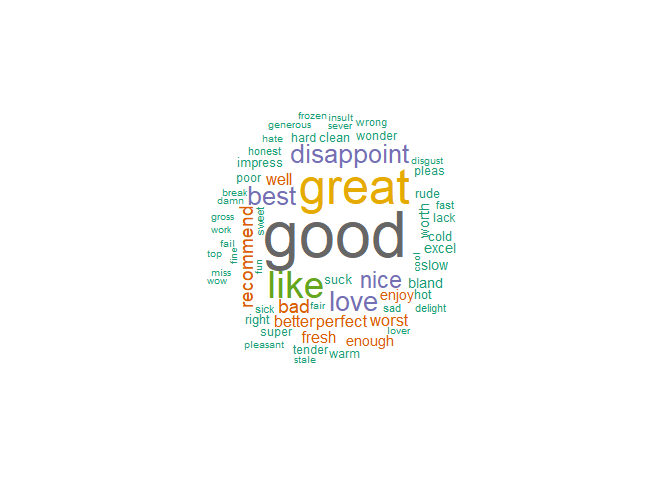 frozen
insult
generous
sever
wrong
hate
hard
clean
wonder
honest
disappoint
impress
disgust
pleas
poor
well
great
break
best
rude
damn
fast
gross
sweet
worth
lack
work
recommend
good
cold
fail
fine
excel
top
cool
fun
slow
miss
wow
like
suck
nice
bland
love
enjoy
hot
sick
bad
fair
sad
delight
right
better
perfect
worst
super
lover
fresh
enough
pleasant
tender
warm
stale